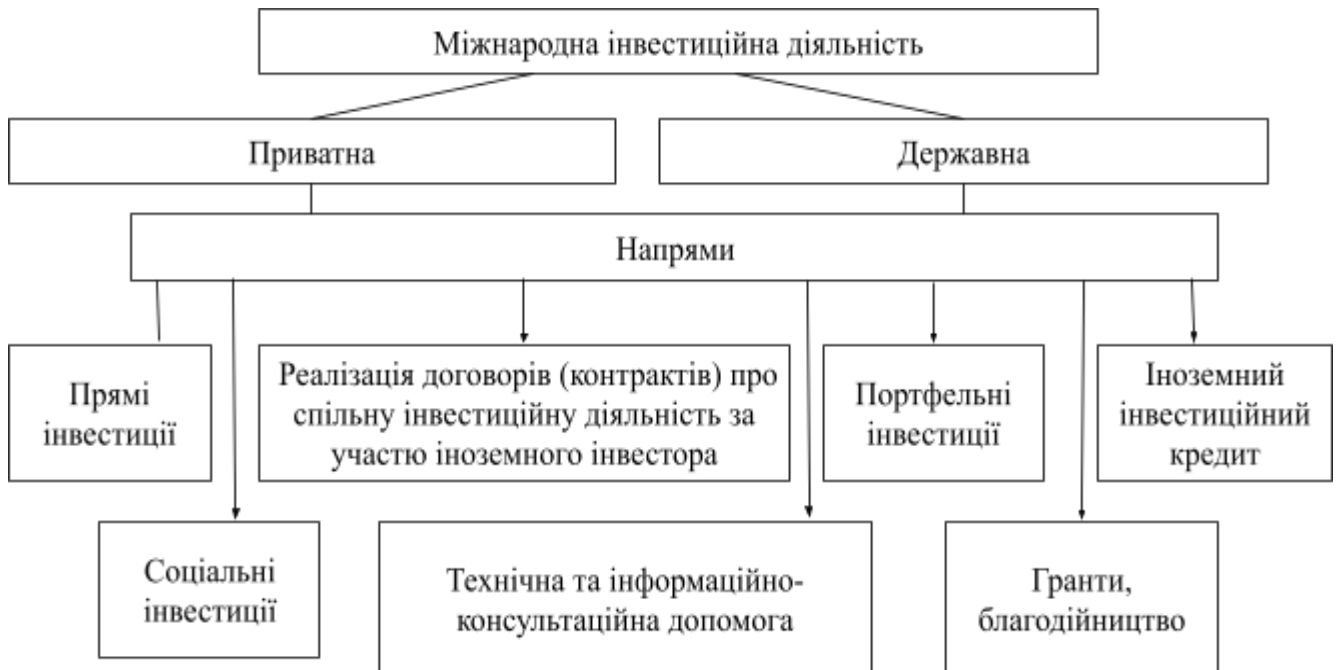 Міжнародна інвестиційна діяльність
Приватна
Державна
Напрями
Прямі
інвестиції
Реалізація договорів (контрактів) про
спільну інвестиційну діяльність за
участю іноземного інвестора
Портфельні
інвестиції
Іноземний
інвестиційний
кредит
Соціальні
інвестиції
Технічна та інформаційно-
консультаційна допомога
Гранти,
благодійництво